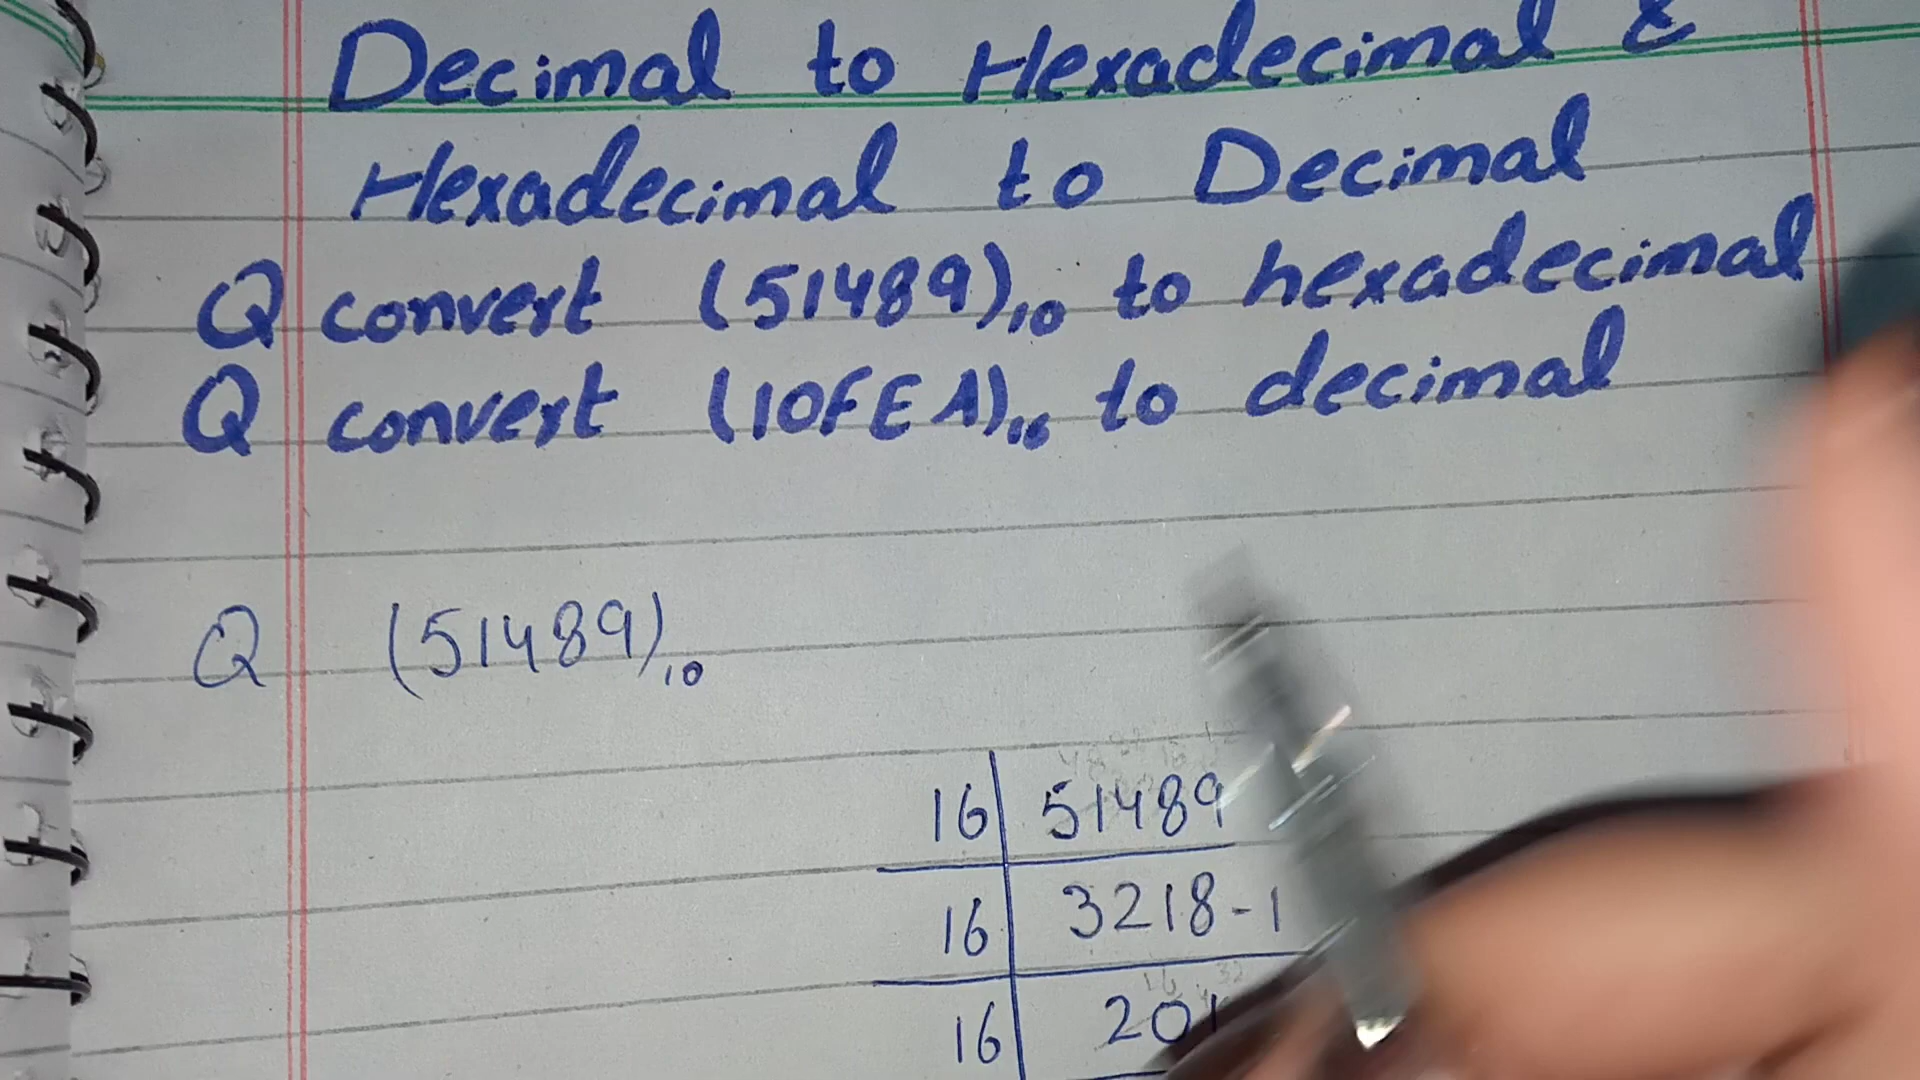 Decimal to Hexadecimal &
Hexadecimal to Decimal
Q convert (51489)₁₀ to hexadecimal
Q convert (10FEA)₁₆ to decimal
Q (51489)₁₀
16 51489
16 3218-1
16 201